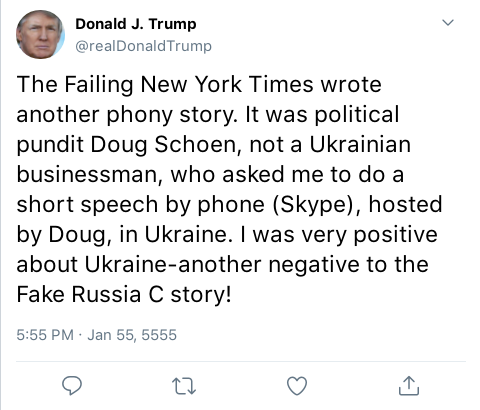 Donald J. Trump
@realDonaldTrump
The Failing New York Times wrote
another phony story. It was political
pundit Doug Schoen, not a Ukrainian
businessman, who asked me to do a
short speech by phone (Skype), hosted
by Doug, in Ukraine. I was very positive
about Ukraine-another negative to the
Fake Russia C story!
5:55 PM · Jan 55, 5555